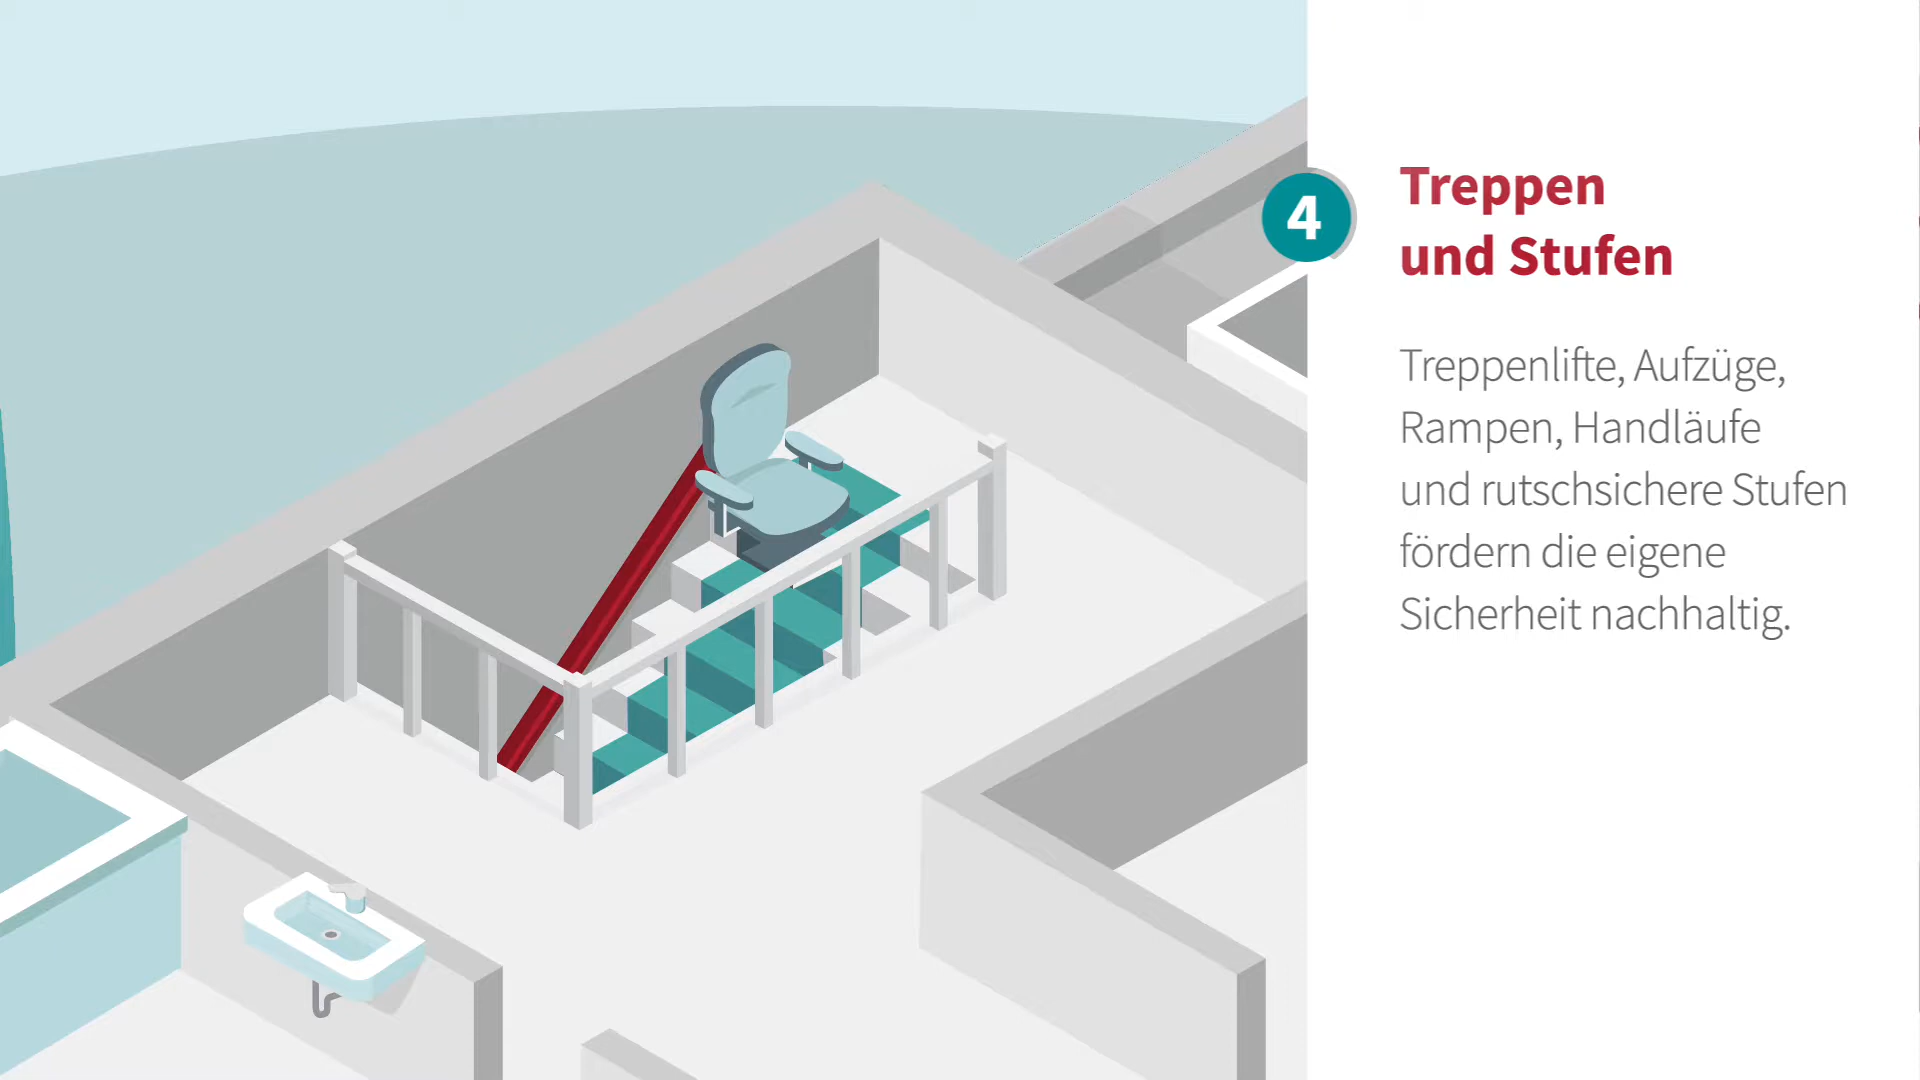 4
Treppen
und Stufen
Treppenlifte, Aufzüge,
Rampen, Handläufe
und rutschsichere Stufen
fördern die eigene
Sicherheit nachhaltig.